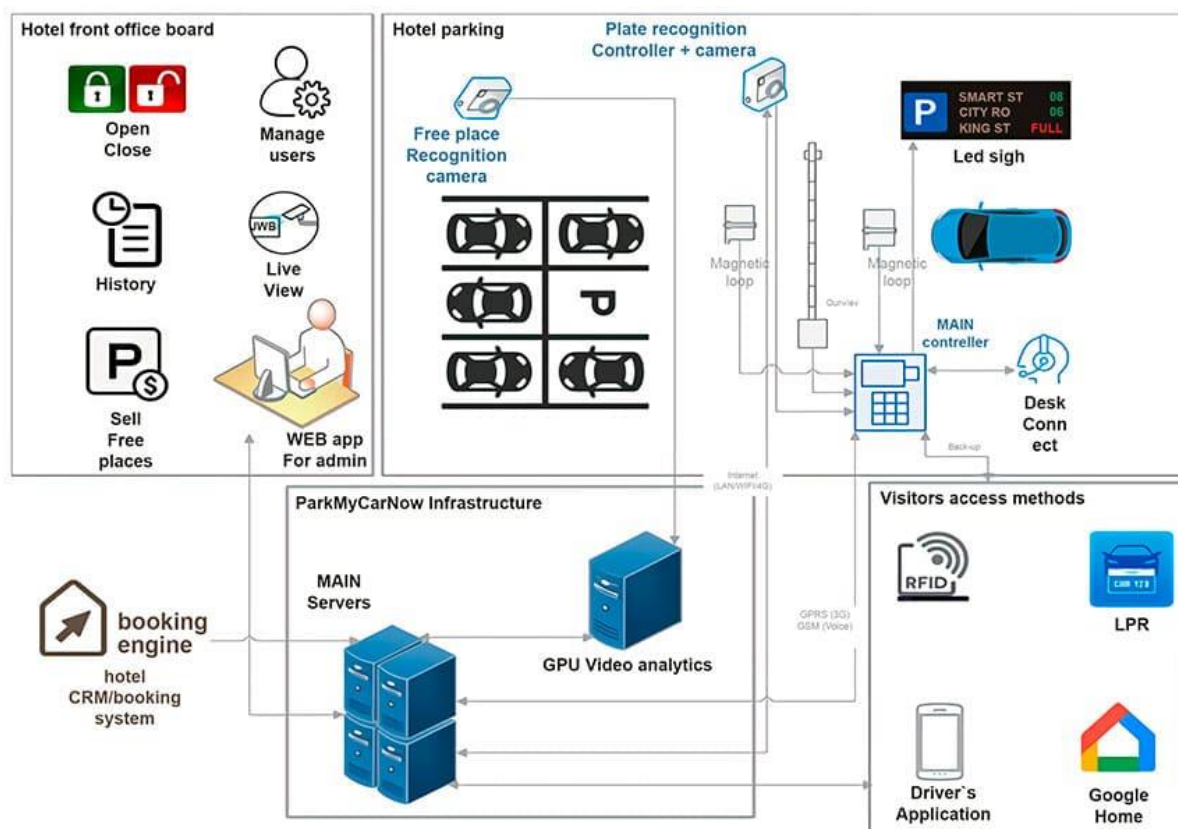 Hotel front office board
Open
Close
Manage
users
History
JWB
Live
View
P
$
Sell
Free
places
WEB app
For admin
Hotel parking
Plate recognition
Controller + camera
Free place
Recognition
camera
P
P
SMART ST 08
CITY RO 06
KING ST FULL
Led sigh
Magnetic
loop
Magnetic
loop
MAIN
contreller
Desk
Conn
ect
Back-up
Internet
(LAN/WIFI/4G)
ParkMyCarNow Infrastructure
MAIN
Servers
GPU Video analytics
GPRS (3G)
GSM (Voice)
booking
engine
hotel
CRM/booking
system
Visitors access methods
RFID
LPR
Driver`s
Application
Google
Home